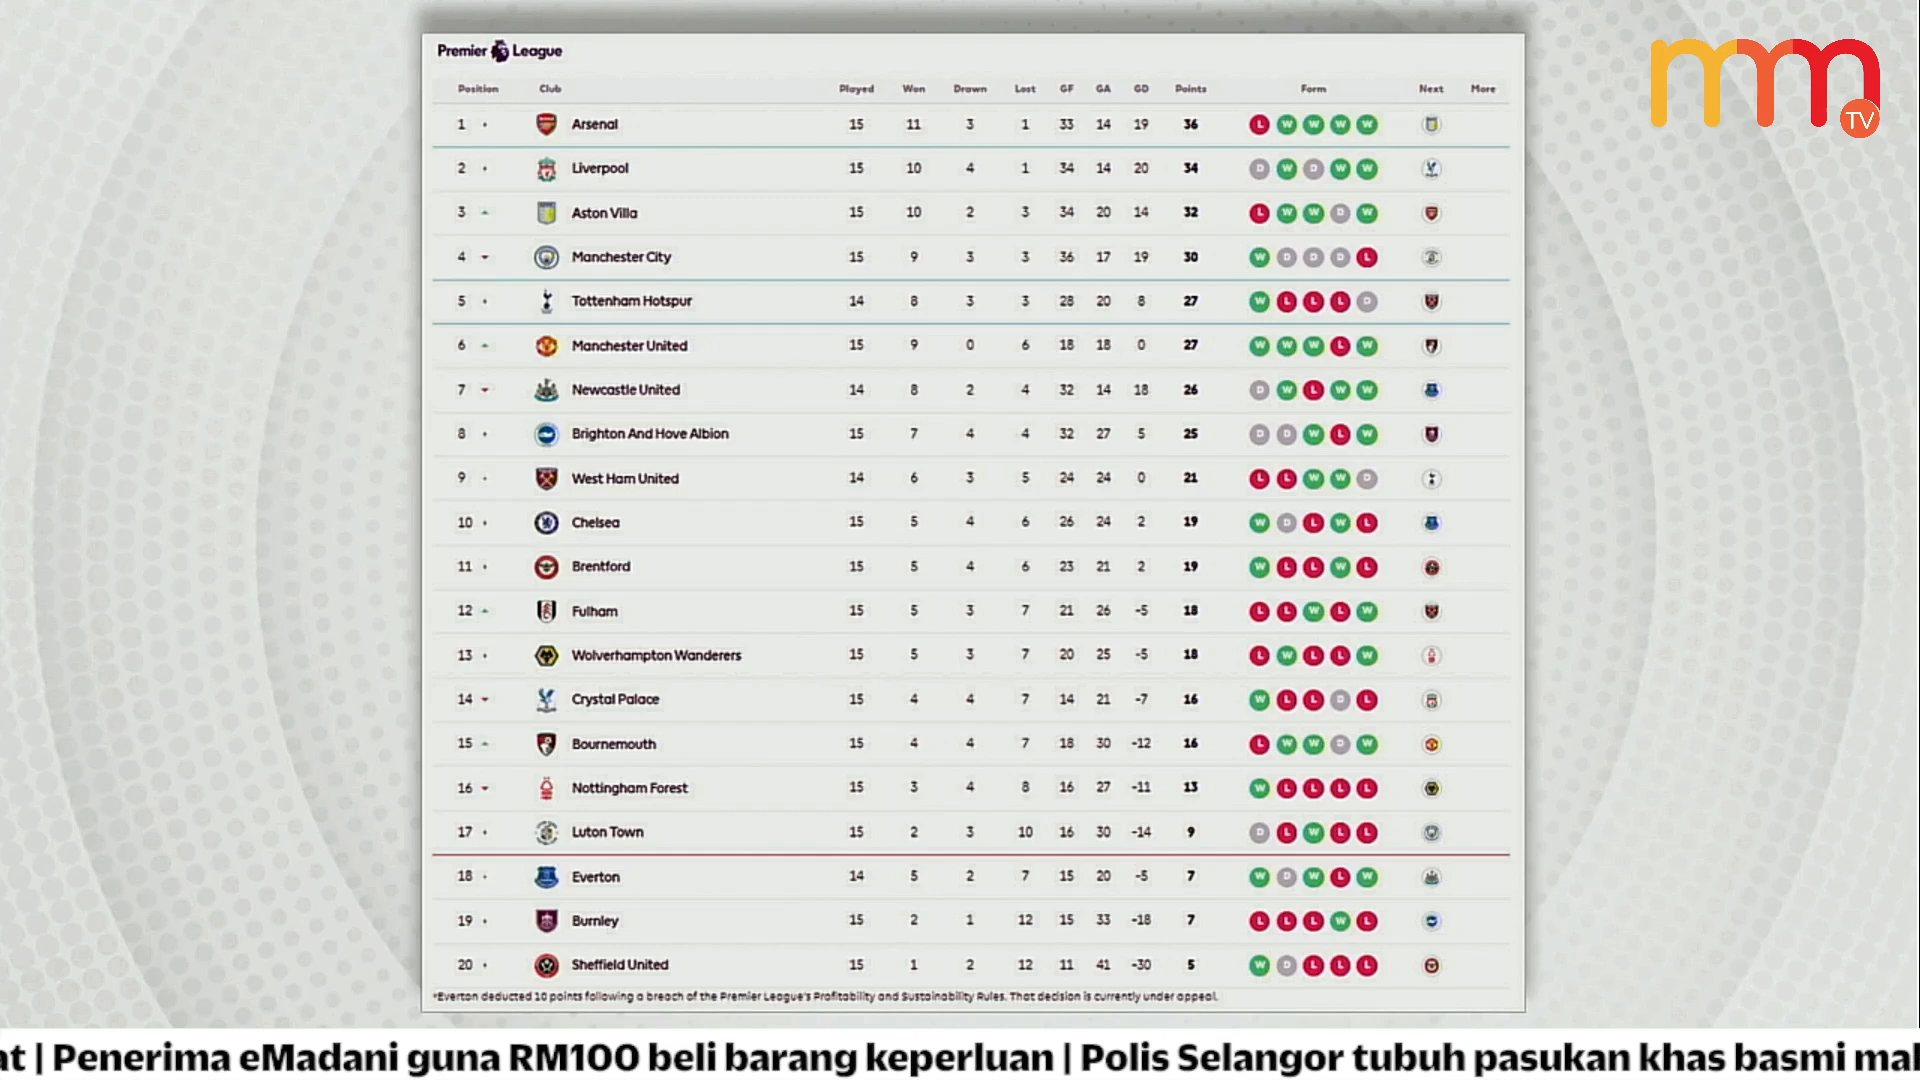 Premier League
mm TV
Position Club Played Won Drawn Lost GF GA GD Points Form Next More
1 Arsenal 15 11 3 1 33 14 19 36 L W W W W
2 Liverpool 15 10 4 1 34 14 20 34 D W D W W
3 Aston Villa 15 10 2 3 34 20 14 32 L W W D W
4 Manchester City 15 9 3 3 36 17 19 30 W D D D L
5 Tottenham Hotspur 14 8 3 3 28 20 8 27 W L L L D
6 Manchester United 15 9 0 6 18 18 0 27 W W W L W
7 Newcastle United 14 8 2 4 32 14 18 26 D W L W W
8 Brighton And Hove Albion 15 7 4 4 32 27 5 25 D D W L W
9 West Ham United 14 6 3 5 24 24 0 21 L L W W D
10 Chelsea 15 5 4 6 26 24 2 19 W D L W L
11 Brentford 15 5 4 6 23 21 2 19 W L L W L
12 Fulham 15 5 3 7 21 26 -5 18 L L W L W
13 Wolverhampton Wanderers 15 5 3 7 20 25 -5 18 L W L L W
14 Crystal Palace 15 4 4 7 14 21 -7 16 W L L D L
15 Bournemouth 15 4 4 7 18 30 -12 16 L W W D W
16 Nottingham Forest 15 3 4 8 16 27 -11 13 W L L L L
17 Luton Town 15 2 3 10 16 30 -14 9 D L W L L
18 Everton 14 5 2 7 15 20 -5 7 W D W L W
19 Burnley 15 2 1 12 15 33 -18 7 L L L W L
20 Sheffield United 15 1 2 12 11 41 -30 5 W D L L L
*Everton deducted 10 points following a breach of the Premier League's Profitability and Sustainability Rules. That decision is currently under appeal.
at | Penerima eMadani guna RM100 beli barang keperluan | Polis Selangor tubuh pasukan khas basmi mal